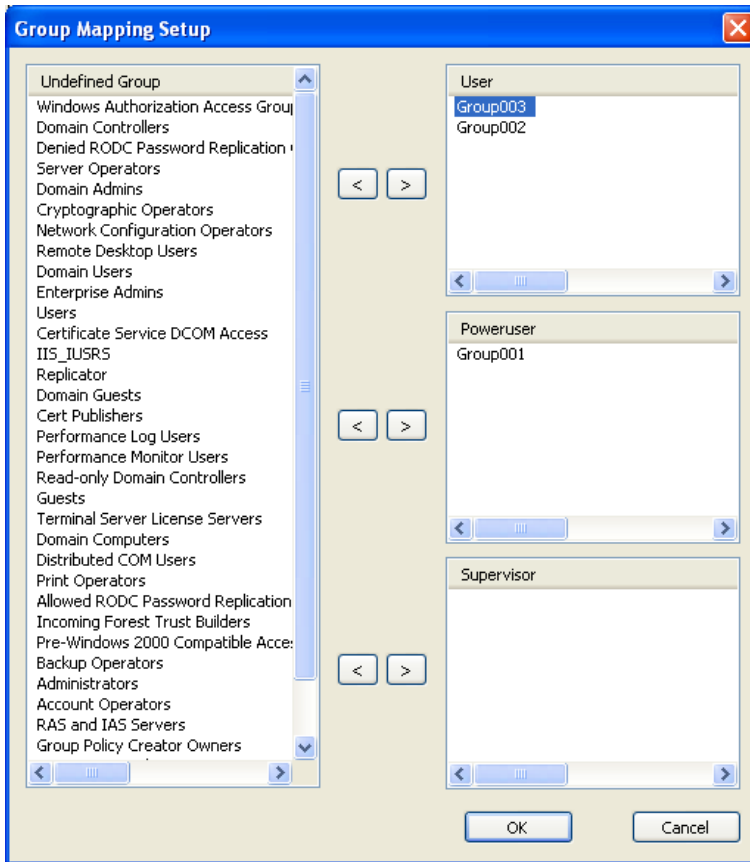 Group Mapping Setup
Undefined Group
Windows Authorization Access Grou
Domain Controllers
Denied RODC Password Replication
Server Operators
Domain Admins
Cryptographic Operators
Network Configuration Operators
Remote Desktop Users
Domain Users
Enterprise Admins
Users
Certificate Service DCOM Access
IIS_IUSRS
Replicator
Domain Guests
Cert Publishers
Performance Log Users
Performance Monitor Users
Read-only Domain Controllers
Guests
Terminal Server License Servers
Domain Computers
Distributed COM Users
Print Operators
Allowed RODC Password Replication
Incoming Forest Trust Builders
Pre-Windows 2000 Compatible Acces
Backup Operators
Administrators
Account Operators
RAS and IAS Servers
Group Policy Creator Owners
< >
User
Group003
Group002
< >
Poweruser
Group001
< >
Supervisor
OK
Cancel